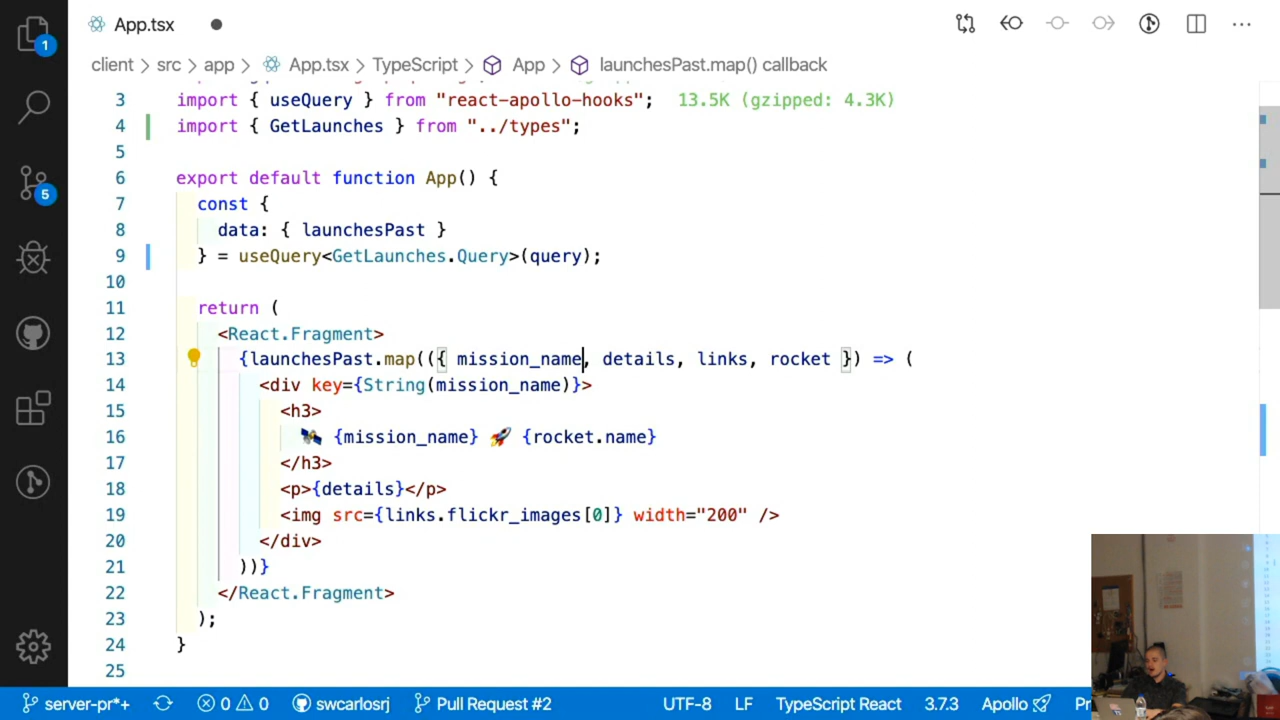 App.tsx
1
client > src > app > App.tsx > TypeScript > App > launchesPast.map() callback
3 import { useQuery } from "react-apollo-hooks"; 13.5K (gzipped: 4.3K)
4 import { GetLaunches } from "../types";
5
6 export default function App() {
7 const {
8 data: { launchesPast }
9 } = useQuery<GetLaunches.Query>(query);
10
11 return (
12 <React.Fragment>
13 {launchesPast.map(({ mission_name, details, links, rocket }) => (
14 <div key={String(mission_name)}>
15 <h3>
16 🛰 {mission_name} 🚀 {rocket.name}
17 </h3>
18 <p>{details}</p>
19 <img src={links.flickr_images[0]} width="200" />
20 </div>
21 ))}
22 </React.Fragment>
23 );
24 }
25
5
server-pr*+ 0 0 swcarlosrj Pull Request #2 UTF-8 LF TypeScript React 3.7.3 Apollo 🚀 Pr